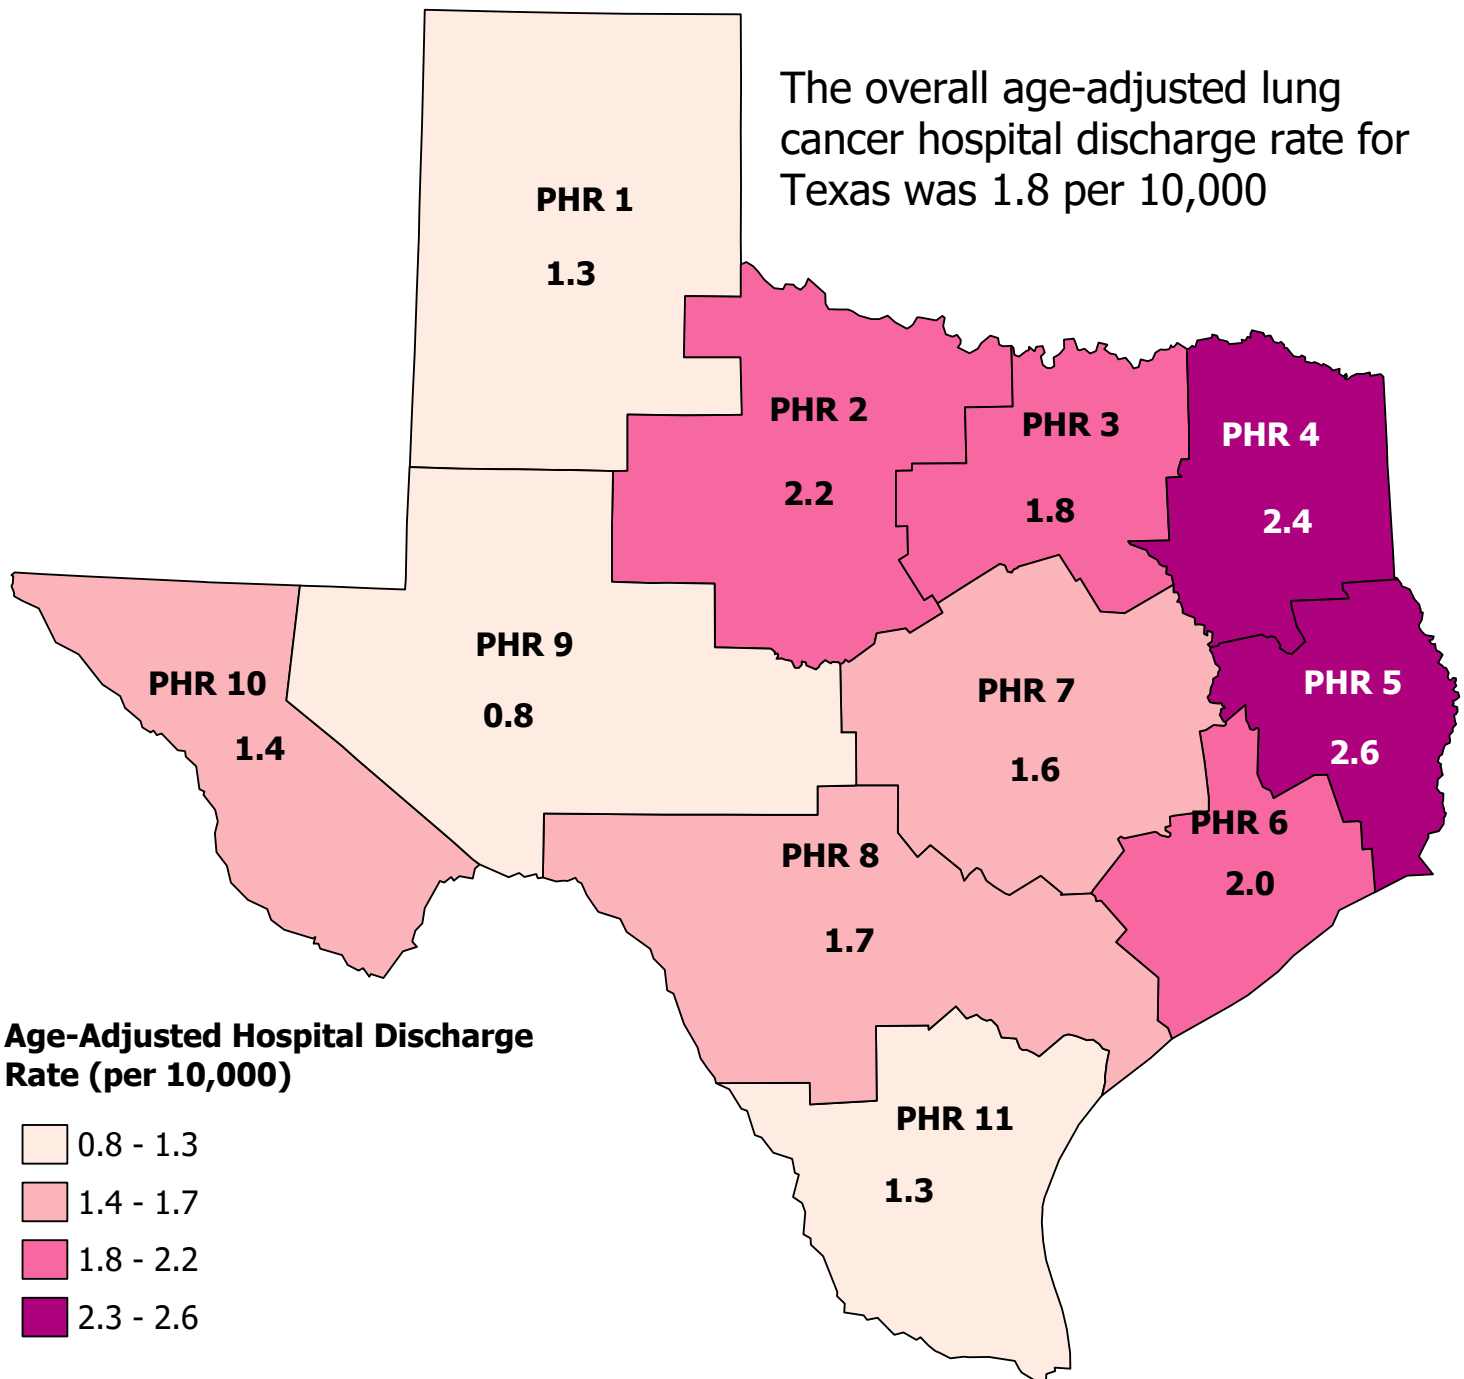 The overall age-adjusted lung
cancer hospital discharge rate for
Texas was 1.8 per 10,000
PHR 1
1.3
PHR 2
2.2
PHR 3
1.8
PHR 4
2.4
PHR 9
0.8
PHR 10
1.4
PHR 7
1.6
PHR 5
2.6
PHR 6
2.0
PHR 8
1.7
PHR 11
1.3
Age-Adjusted Hospital Discharge
Rate (per 10,000)
0.8 - 1.3
1.4 - 1.7
1.8 - 2.2
2.3 - 2.6